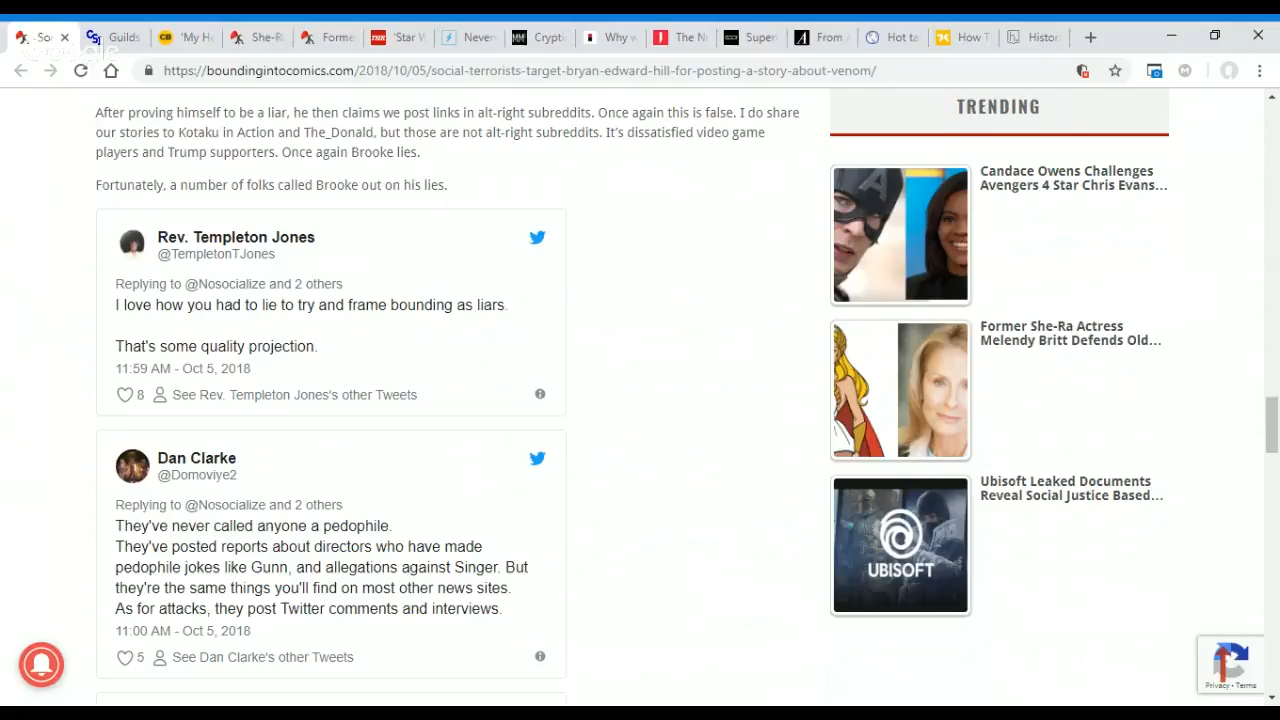 Soc
Guilds
'My H
She-R
Forme
THR
'Star W
Never
Crypti
Why w
The N
Super
From
Hot ta
How T
Histor
https://boundingintocomics.com/2018/10/05/social-terrorists-target-bryan-edward-hill-for-posting-a-story-about-venom/
After proving himself to be a liar, he then claims we post links in alt-right subreddits. Once again this is false. I do share
our stories to Kotaku in Action and The_Donald, but those are not alt-right subreddits. It's dissatisfied video game
players and Trump supporters. Once again Brooke lies.
Fortunately, a number of folks called Brooke out on his lies.
Rev. Templeton Jones
@TempletonTJones
Replying to @Nosocialize and 2 others
I love how you had to lie to try and frame bounding as liars.
That's some quality projection.
11:59 AM - Oct 5, 2018
8 See Rev. Templeton Jones's other Tweets
Dan Clarke
@Domoviye2
Replying to @Nosocialize and 2 others
They've never called anyone a pedophile.
They've posted reports about directors who have made
pedophile jokes like Gunn, and allegations against Singer. But
they're the same things you'll find on most other news sites.
As for attacks, they post Twitter comments and interviews.
11:00 AM - Oct 5, 2018
5 See Dan Clarke's other Tweets
TRENDING
Candace Owens Challenges
Avengers 4 Star Chris Evans...
Former She-Ra Actress
Melendy Britt Defends Old...
Ubisoft Leaked Documents
Reveal Social Justice Based...
UBISOFT
Privacy - Terms